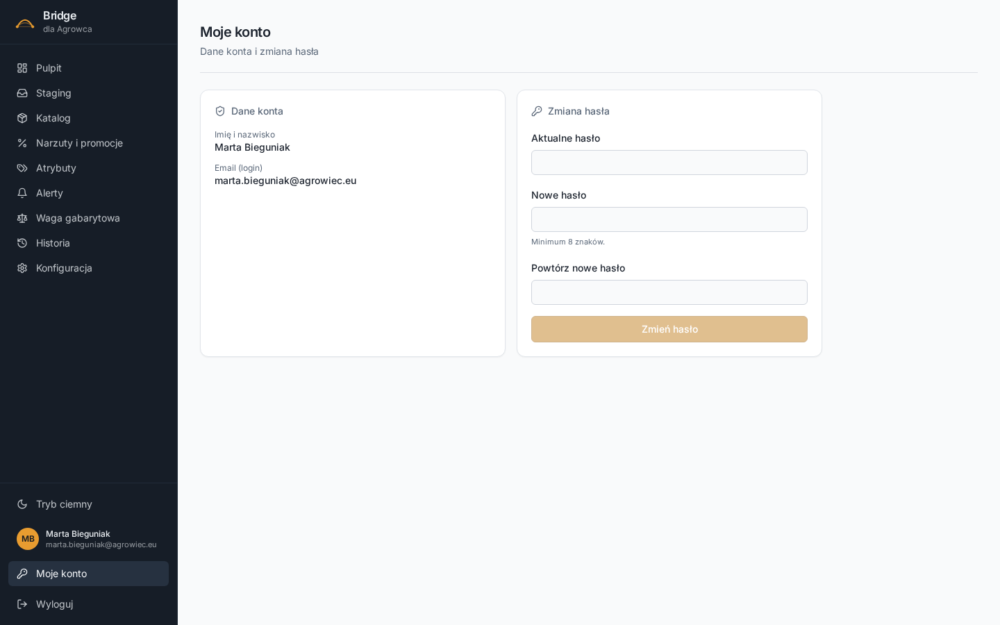 Bridge
dla Agrowca
Pulpit
Staging
Katalog
Narzuty i promocje
Atrybuty
Alerty
Waga gabarytowa
Historia
Konfiguracja
Tryb ciemny
MB
Marta Bieguniak
marta.bieguniak@agrowiec.eu
Moje konto
Wyloguj
Moje konto
Dane konta i zmiana hasła
Dane konta
Imię i nazwisko
Marta Bieguniak
Email (login)
marta.bieguniak@agrowiec.eu
Zmiana hasła
Aktualne hasło
Nowe hasło
Minimum 8 znaków.
Powtórz nowe hasło
Zmień hasło